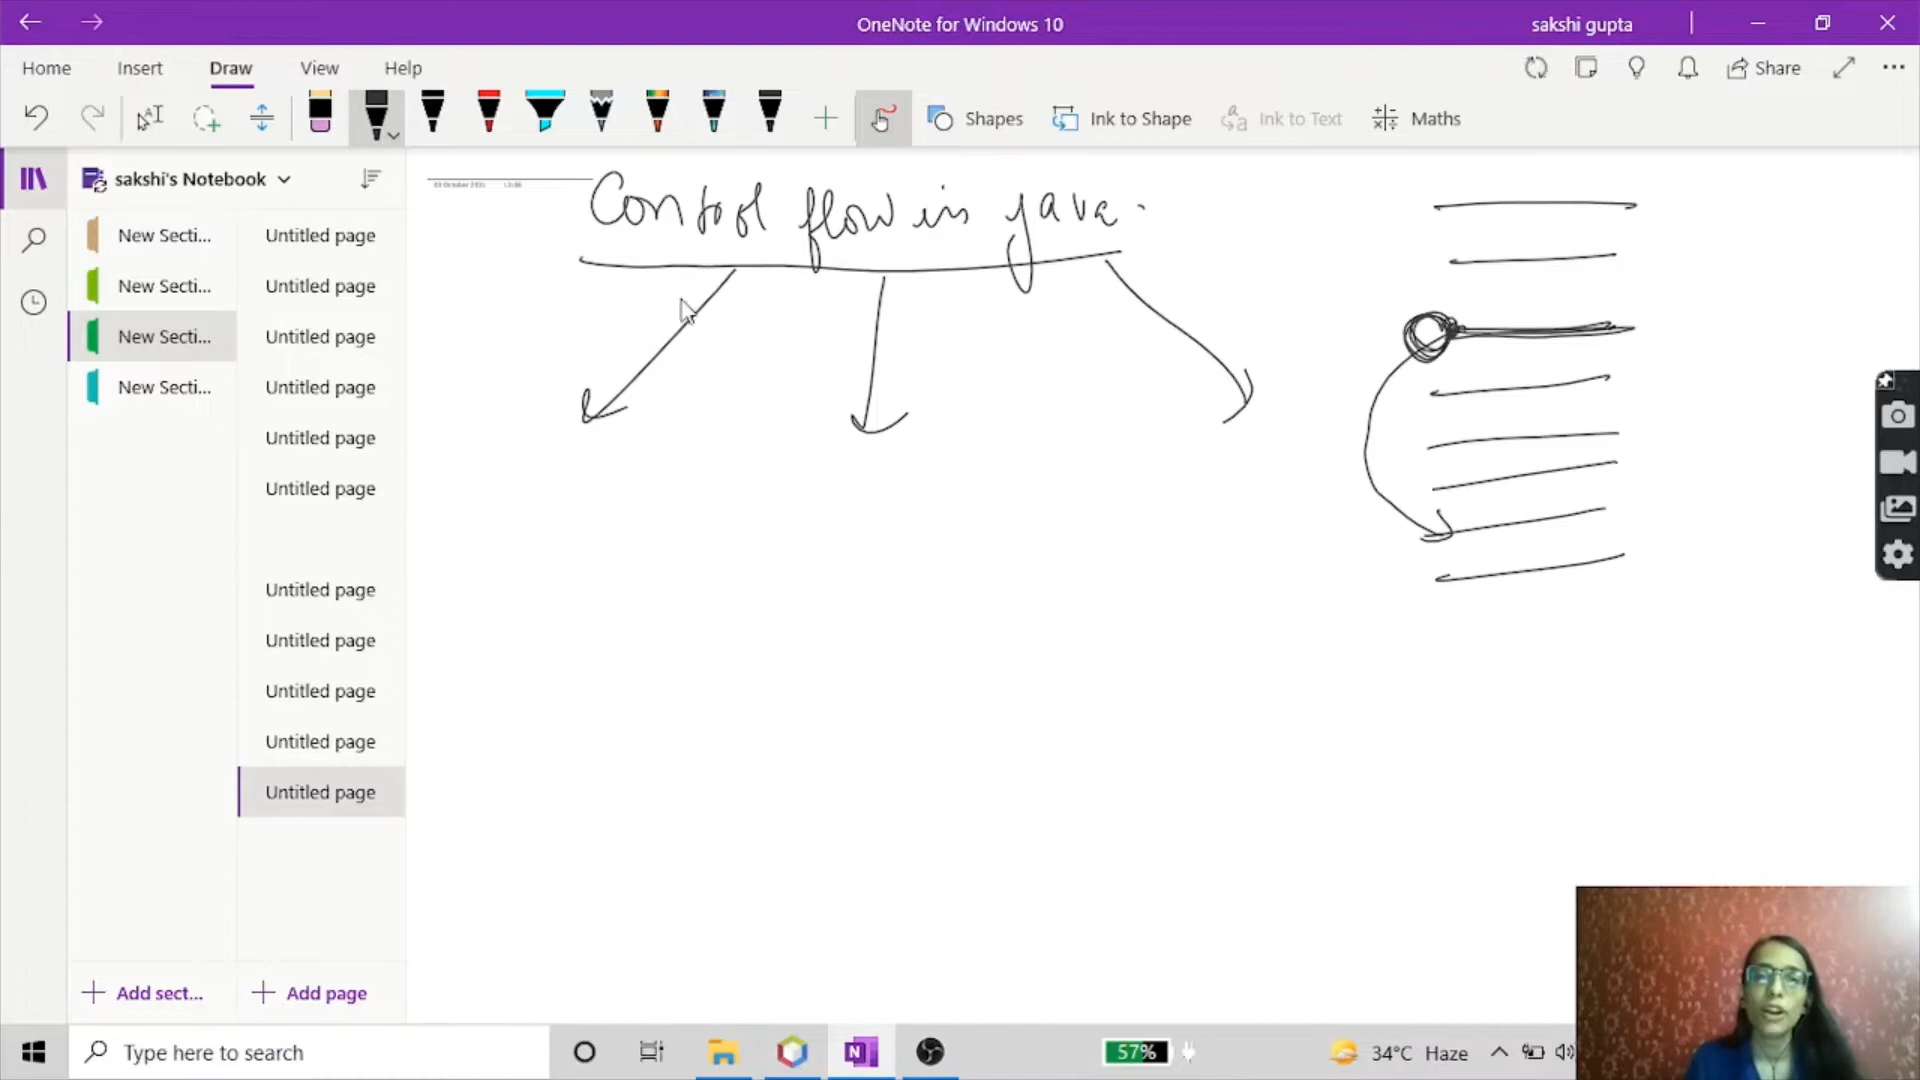 OneNote for Windows 10
sakshi gupta
Home Insert Draw View Help
Share
Shapes Ink to Shape Ink to Text Maths
sakshi's Notebook
New Secti...
New Secti...
New Secti...
New Secti...
Untitled page
Untitled page
Untitled page
Untitled page
Untitled page
Untitled page
Untitled page
Untitled page
Untitled page
Untitled page
Untitled page
Control flow in java.
Add sect...
Add page
Type here to search
57%
34°C Haze